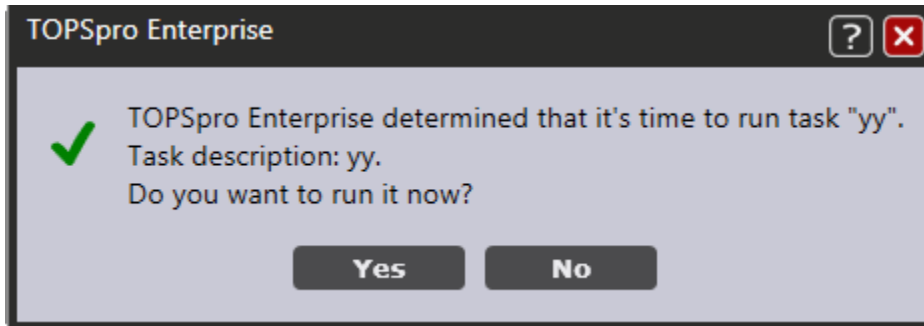 TOPSpro Enterprise
?
TOPSpro Enterprise determined that it's time to run task "yy".
Task description: yy.
Do you want to run it now?
Yes No